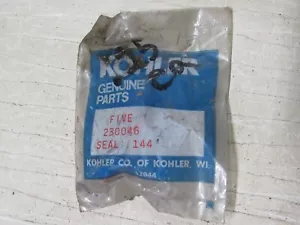 KOHLER
GENUINE
PARTS
FIVE
230046
SEAL 144
KOHLER CO. OF KOHLER, WI.